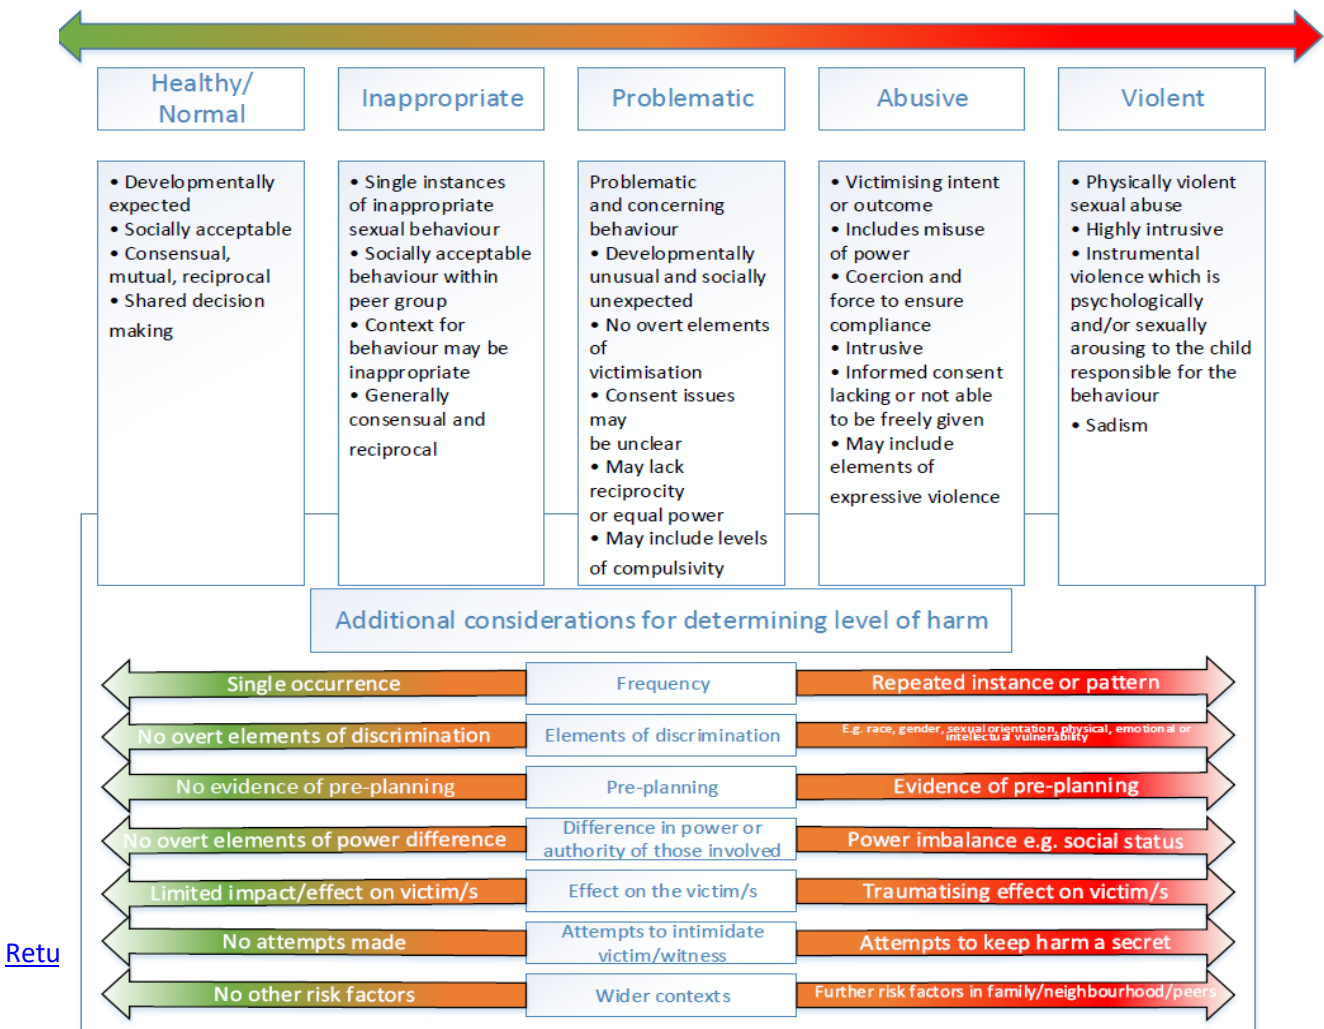 Healthy/
Normal
Inappropriate
Problematic
Abusive
Violent
• Developmentally
expected
• Socially acceptable
• Consensual,
mutual, reciprocal
• Shared decision
making
• Single instances
of inappropriate
sexual behaviour
• Socially acceptable
behaviour within
peer group
• Context for
behaviour may be
inappropriate
• Generally
consensual and
reciprocal
Problematic
and concerning
behaviour
• Developmentally
unusual and socially
unexpected
• No overt elements
of
victimisation
• Consent issues
may
be unclear
• May lack
reciprocity
or equal power
• May include levels
of compulsivity
• Victimising intent
or outcome
• Includes misuse
of power
• Coercion and
force to ensure
compliance
• Intrusive
• Informed consent
lacking or not able
to be freely given
• May include
elements of
expressive violence
• Physically violent
sexual abuse
• Highly intrusive
• Instrumental
violence which is
psychologically
and/or sexually
arousing to the child
responsible for the
behaviour
• Sadism
Additional considerations for determining level of harm
Single occurrence
Frequency
Repeated instance or pattern
No overt elements of discrimination
Elements of discrimination
E.g. race, gender, sexual orientation, physical, emotional or
intellectual vulnerability
No evidence of pre-planning
Pre-planning
Evidence of pre-planning
No overt elements of power difference
Difference in power or
authority of those involved
Power imbalance e.g. social status
Limited impact/effect on victim/s
Effect on the victim/s
Traumatising effect on victim/s
No attempts made
Attempts to intimidate
victim/witness
Attempts to keep harm a secret
Retu
No other risk factors
Wider contexts
Further risk factors in family/neighbourhood/peers